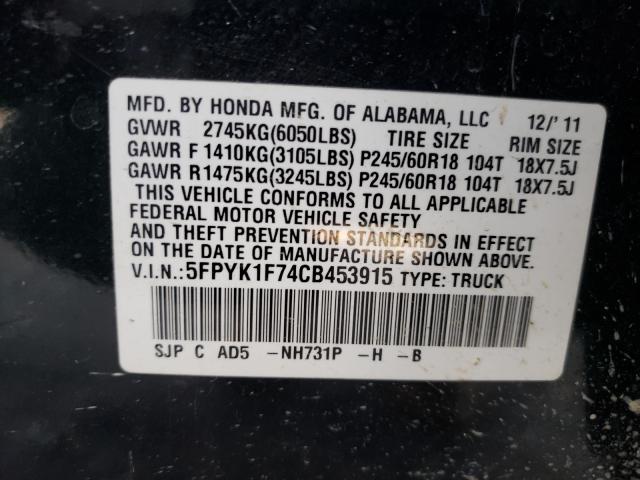 MFD. BY HONDA MFG. OF ALABAMA, LLC 12/'11
GVWR 2745KG(6050LBS) TIRE SIZE RIM SIZE
GAWR F1410KG(3105LBS) P245/60R18 104T 18X7.5J
GAWR R1475KG(3245LBS) P245/60R18 104T 18X7.5J
THIS VEHICLE CONFORMS TO ALL APPLICABLE
FEDERAL MOTOR VEHICLE SAFETY
AND THEFT PREVENTION STANDARDS IN EFFECT
ON THE DATE OF MANUFACTURE SHOWN ABOVE.
V.I.N.:5FPYK1F74CB453915 TYPE: TRUCK
SJP C AD5 -NH731P -H -B